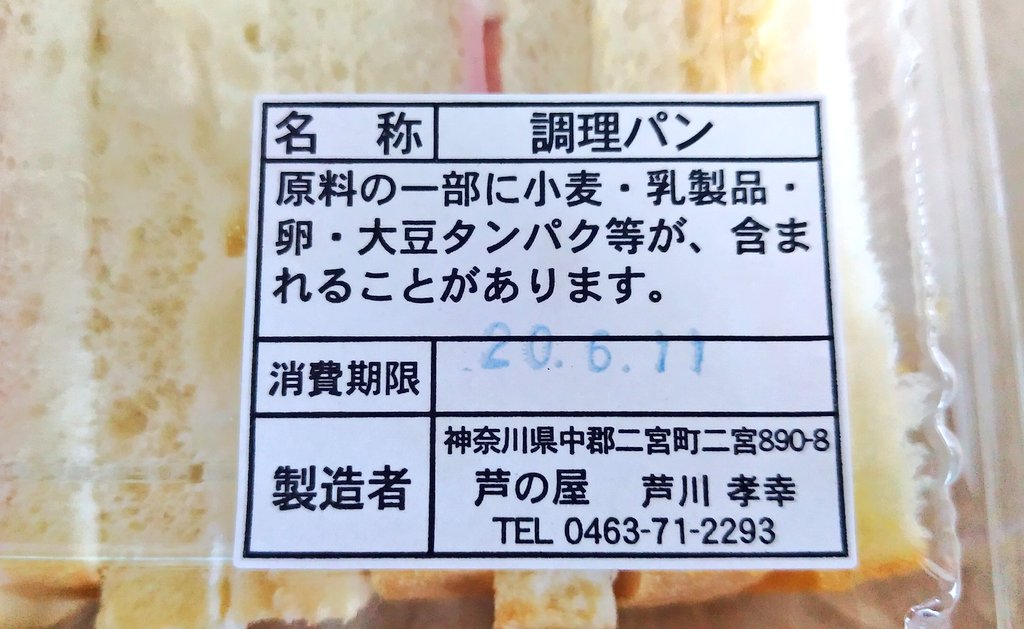 名 称 調理パン
原料の一部に小麦・乳製品・
卵・大豆タンパク等が、含ま
れることがあります。
消費期限 20.6.11
製造者
神奈川県中郡二宮町二宮890-8
芦の屋 芦川 孝幸
TEL 0463-71-2293